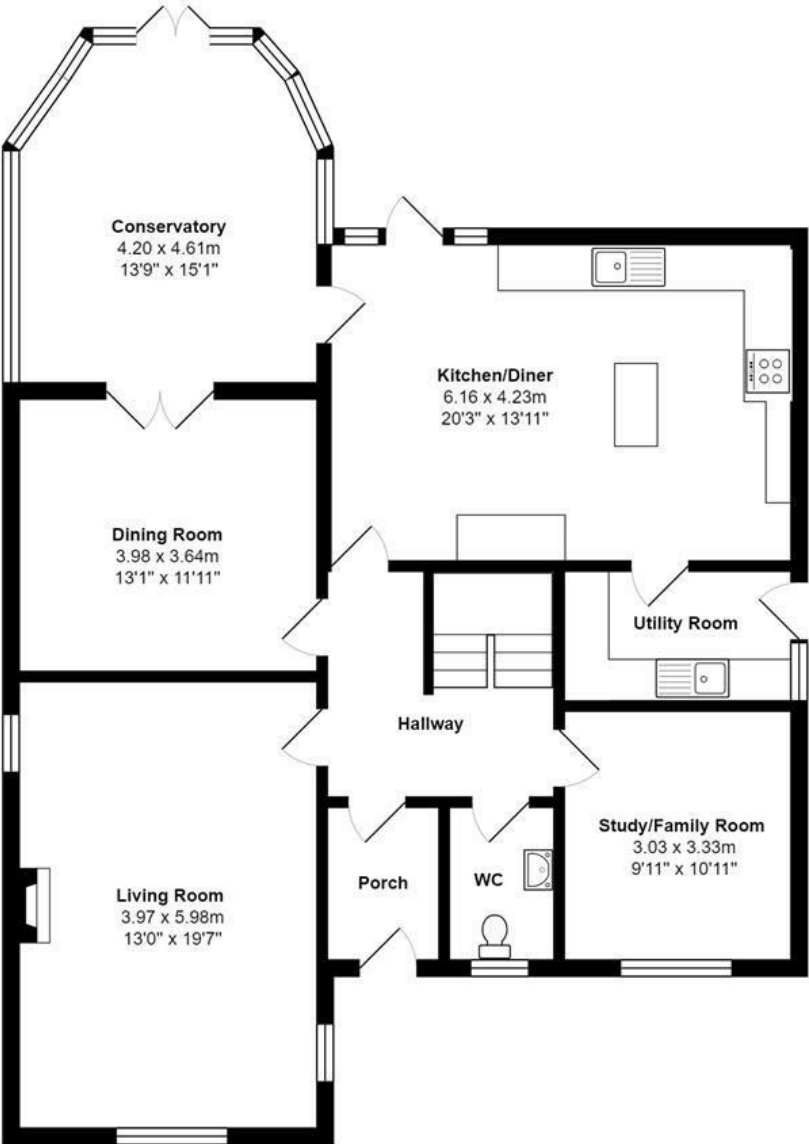 Conservatory
4.20 x 4.61m
13'9" x 15'1"
Kitchen/Diner
6.16 x 4.23m
20'3" x 13'11"
Dining Room
3.98 x 3.64m
13'1" x 11'11"
Utility Room
Hallway
Study/Family Room
3.03 x 3.33m
9'11" x 10'11"
Living Room
3.97 x 5.98m
13'0" x 19'7"
Porch
WC